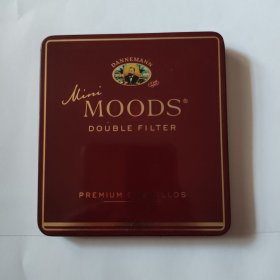 DANNEMANN
Mini
MOODS®
DOUBLE FILTER
PREMIUM